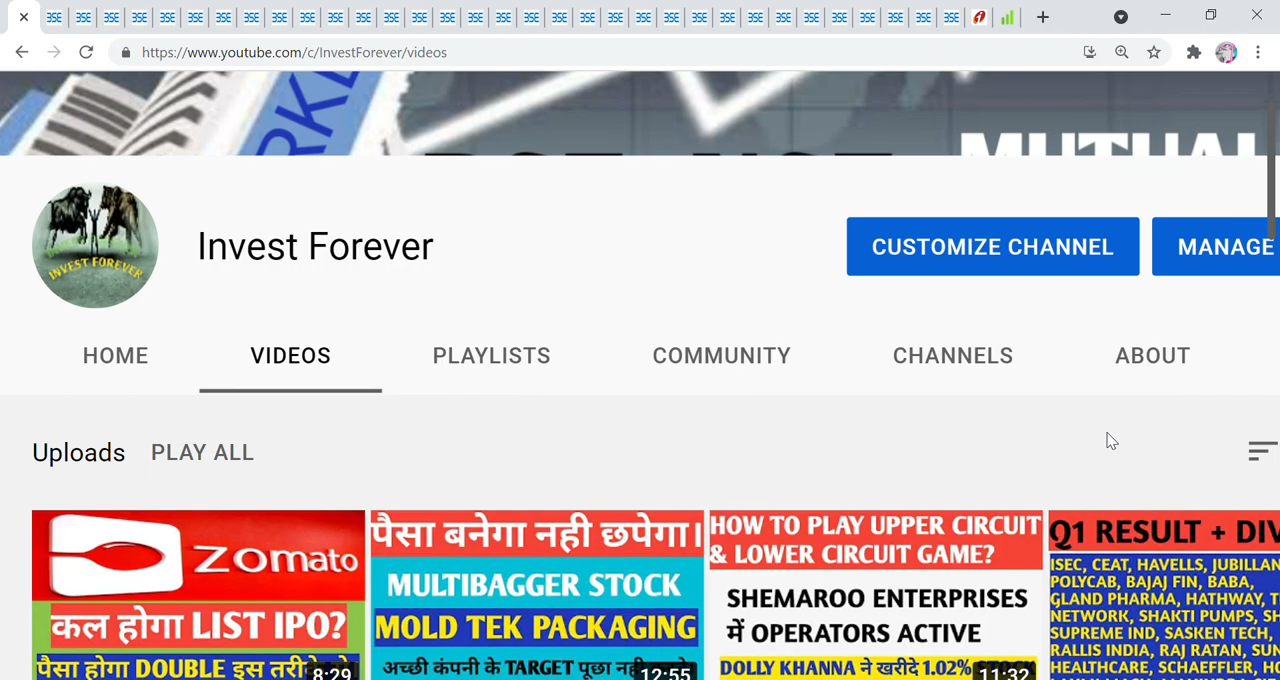 https://www.youtube.com/c/InvestForever/videos
INVEST FOREVER
Invest Forever
CUSTOMIZE CHANNEL
MANAGE
HOME
VIDEOS
PLAYLISTS
COMMUNITY
CHANNELS
ABOUT
Uploads
PLAY ALL
zomato
कल होगा LIST IPO?
पैसा होगा DOUBLE इस
8:29
पैसा बनेगा नही छपेगा।
MULTIBAGGER STOCK
MOLD TEK PACKAGING
अच्छी कंपनी के TARGET पूछा
12:55
HOW TO PLAY UPPER CIRCUIT
& LOWER CIRCUIT GAME?
SHEMAROO ENTERPRISES
में OPERATORS ACTIVE
DOLLY KHANNA ने खरीदे 1.02%
11:32
Q1 RESULT +
ISEC, CEAT, HAVELLS,
POLYCAB, BAJAJ FIN, BABA,
GLAND PHARMA, HATHWAY,
NETWORK, SHAKTI PUMPS,
SUPREME IND, SASKEN TECH,
RALLIS INDIA, RAJ RATAN,
HEALTHCARE, SCHAEFFLER,